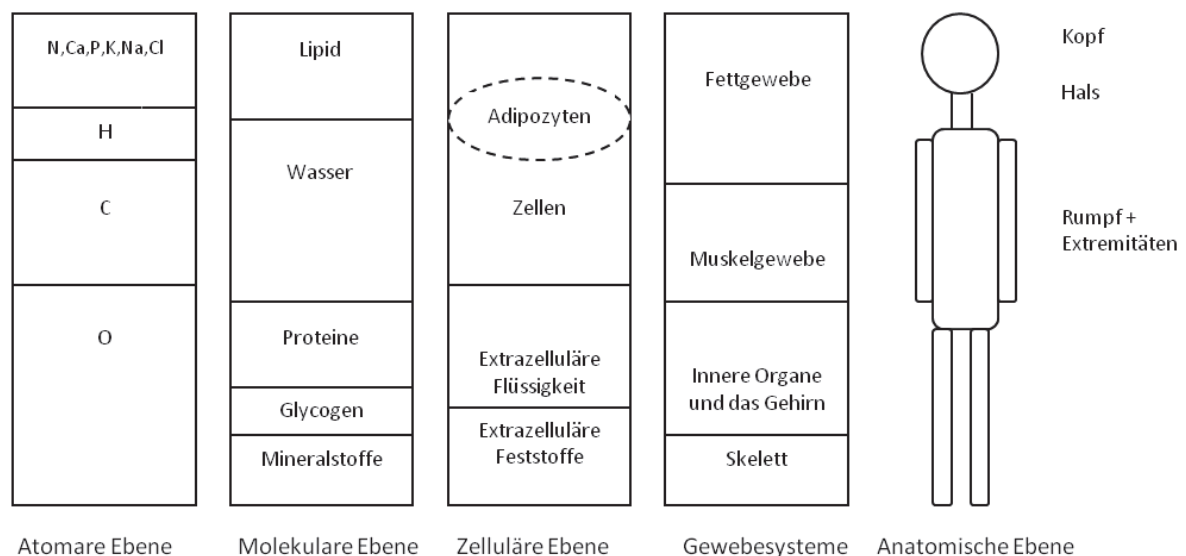 N,Ca,P,K,Na,Cl
H
C
O
Atomare Ebene
Lipid
Wasser
Proteine
Glycogen
Mineralstoffe
Molekulare Ebene
Adipozyten
Zellen
Extrazelluläre
Flüssigkeit
Extrazelluläre
Feststoffe
Zelluläre Ebene
Fettgewebe
Muskelgewebe
Innere Organe
und das Gehirn
Skelett
Gewebesysteme
Kopf
Hals
Rumpf +
Extremitäten
Anatomische Ebene